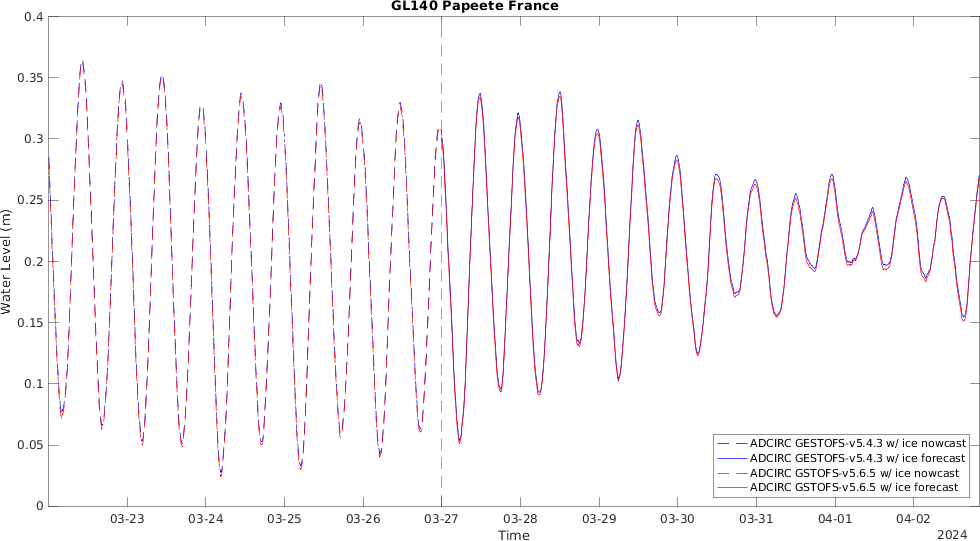 GL140 Papeete France
0.4
0.35
0.3
0.25
0.2
0.15
0.1
0.05
0
Water Level (m)
03-23 03-24 03-25 03-26 03-27 03-28 03-29 03-30 03-31 04-01 04-02
Time
2024
ADCIRC GESTOFS-v5.4.3 w/ ice nowcast
ADCIRC GESTOFS-v5.4.3 w/ ice forecast
ADCIRC GSTOFS-v5.6.5 w/ ice nowcast
ADCIRC GSTOFS-v5.6.5 w/ ice forecast